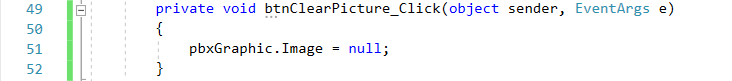 49 private void btnClearPicture_Click(object sender, EventArgs e)
50 {
51 pbxGraphic.Image = null;
52 }